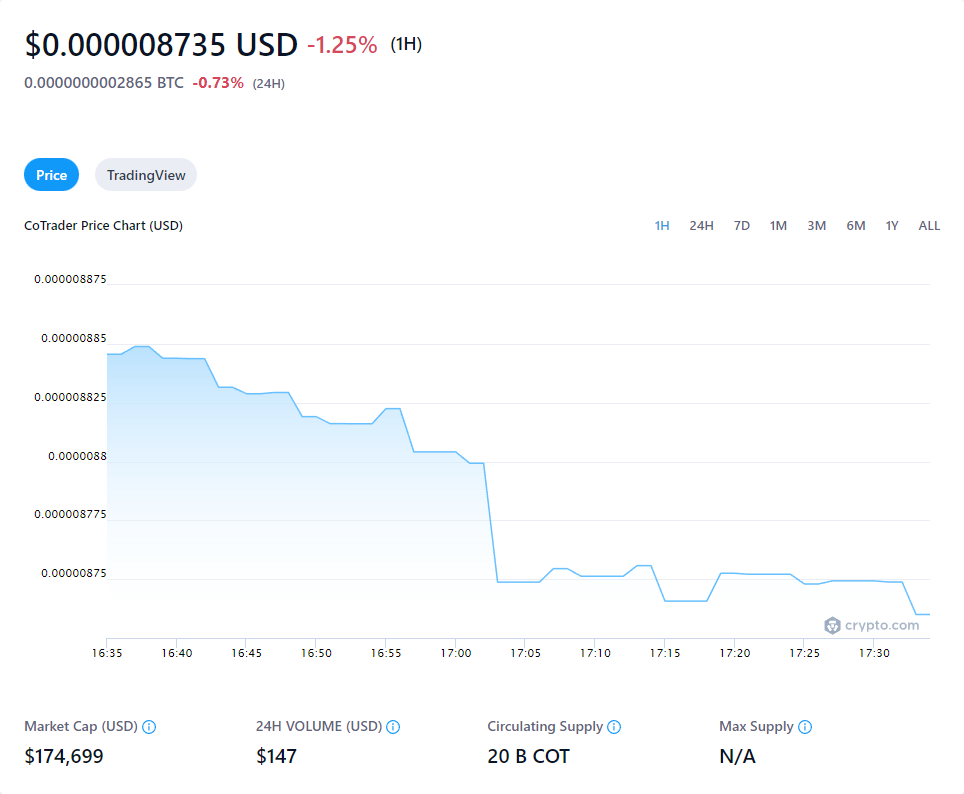 $0.000008735 USD -1.25% (1H)
0.0000000002865 BTC -0.73% (24H)
Price TradingView
CoTrader Price Chart (USD) 1H 24H 7D 1M 3M 6M 1Y ALL
0.000008875
0.00000885
0.000008825
0.0000088
0.000008775
0.00000875
crypto.com
16:35 16:40 16:45 16:50 16:55 17:00 17:05 17:10 17:15 17:20 17:25 17:30
Market Cap (USD) 24H VOLUME (USD) Circulating Supply Max Supply
$174,699 $147 20 B COT N/A